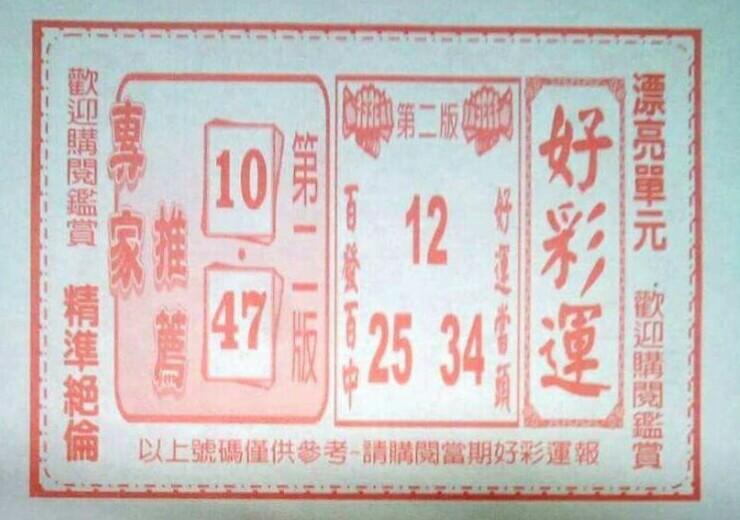 漂亮單元 歡迎購閱鑑賞
好彩運
第二版
好運當頭
12
25 34
百發百中
第二版
10
·
47
專家
推薦
歡迎購閱鑑賞 精準絕倫
以上號碼僅供參考-請購閱當期好彩運報